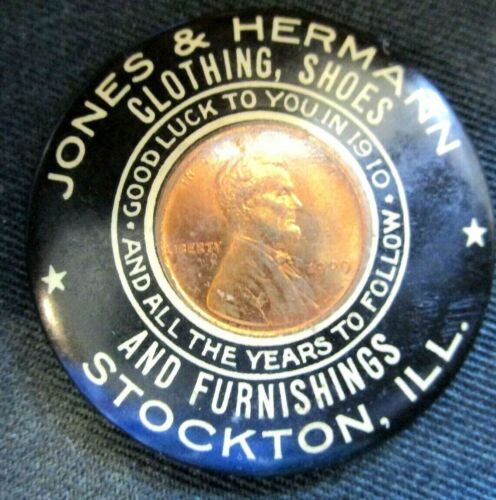 JONES & HERMANN
CLOTHING, SHOES
GOOD LUCK TO YOU IN 1910
LIBERTY
1909
AND ALL THE YEARS TO FOLLOW
AND FURNISHINGS
STOCKTON, ILL.